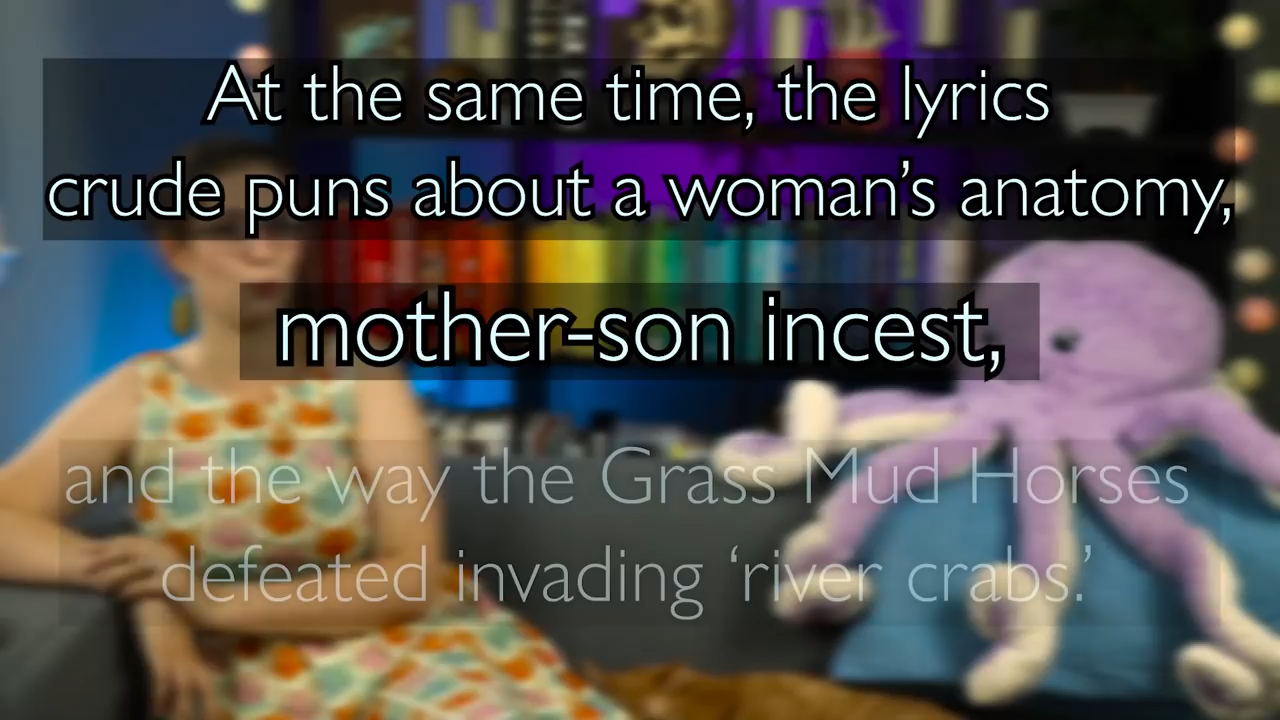 At the same time, the lyrics
crude puns about a woman’s anatomy,
mother-son incest,
and the way the Grass Mud Horses
defeated invading ‘river crabs.’